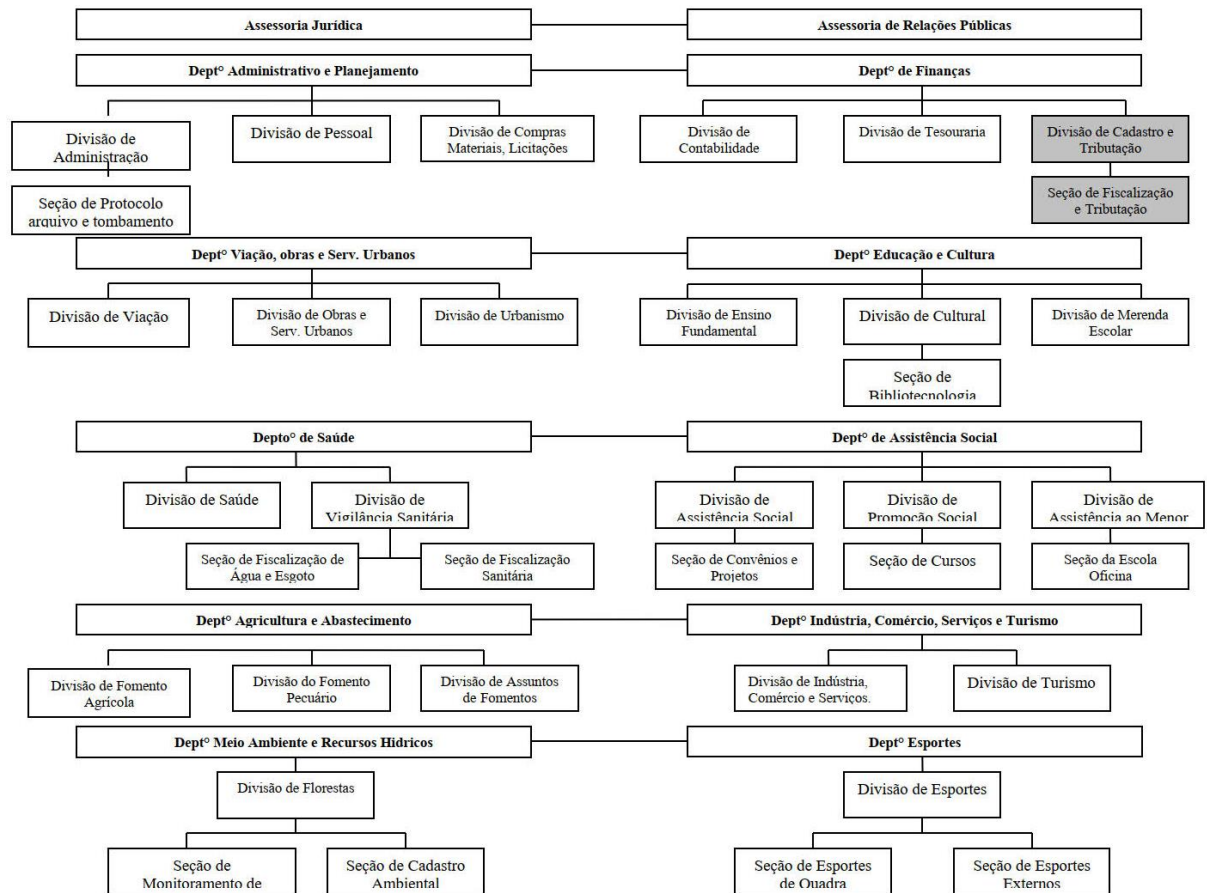 Assessoria Jurídica
Assessoria de Relações Públicas
Dept° Administrativo e Planejamento
Dept° de Finanças
Divisão de
Administração
Divisão de Pessoal
Divisão de Compras
Materiais, Licitações
Divisão de
Contabilidade
Divisão de Tesouraria
Divisão de Cadastro e
Tributação
Seção de Protocolo
arquivo e tombamento
Seção de Fiscalização
e Tributação
Dept° Viação, obras e Serv. Urbanos
Dept° Educação e Cultura
Divisão de Viação
Divisão de Obras e
Serv. Urbanos
Divisão de Urbanismo
Divisão de Ensino
Fundamental
Divisão de Cultural
Divisão de Merenda
Escolar
Seção de
Bibliotecnologia
Depto° de Saúde
Dept° de Assistência Social
Divisão de Saúde
Divisão de
Vigilância Sanitária
Divisão de
Assistência Social
Divisão de
Promoção Social
Divisão de
Assistência ao Menor
Seção de Fiscalização de
Água e Esgoto
Seção de Fiscalização
Sanitária
Seção de Convênios e
Projetos
Seção de Cursos
Seção da Escola
Oficina
Dept° Agricultura e Abastecimento
Dept° Indústria, Comércio, Serviços e Turismo
Divisão de Fomento
Agrícola
Divisão do Fomento
Pecuário
Divisão de Assuntos
de Fomentos
Divisão de Indústria,
Comércio e Serviços.
Divisão de Turismo
Dept° Meio Ambiente e Recursos Hidricos
Dept° Esportes
Divisão de Florestas
Divisão de Esportes
Seção de
Monitoramento de
Seção de Cadastro
Ambiental
Seção de Esportes
de Quadra
Seção de Esportes
Externos